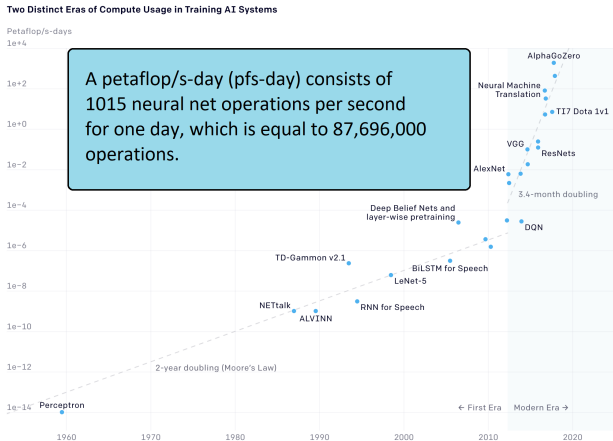 Two Distinct Eras of Compute Usage in Training AI Systems
Petaflop/s-days
1e+4
1e+2
1e+0
1e-2
1e-4
1e-6
1e-8
1e-10
1e-12
1e-14
A petaflop/s-day (pfs-day) consists of
1015 neural net operations per second
for one day, which is equal to 87,696,000
operations.
AlphaGoZero
Neural Machine
Translation
TI7 Dota 1v1
VGG
ResNets
AlexNet
3.4-month doubling
Deep Belief Nets and
layer-wise pretraining
DQN
TD-Gammon v2.1
BiLSTM for Speech
LeNet-5
NETtalk
RNN for Speech
ALVINN
2-year doubling (Moore's Law)
Perceptron
← First Era
Modern Era →
1960
1970
1980
1990
2000
2010
2020